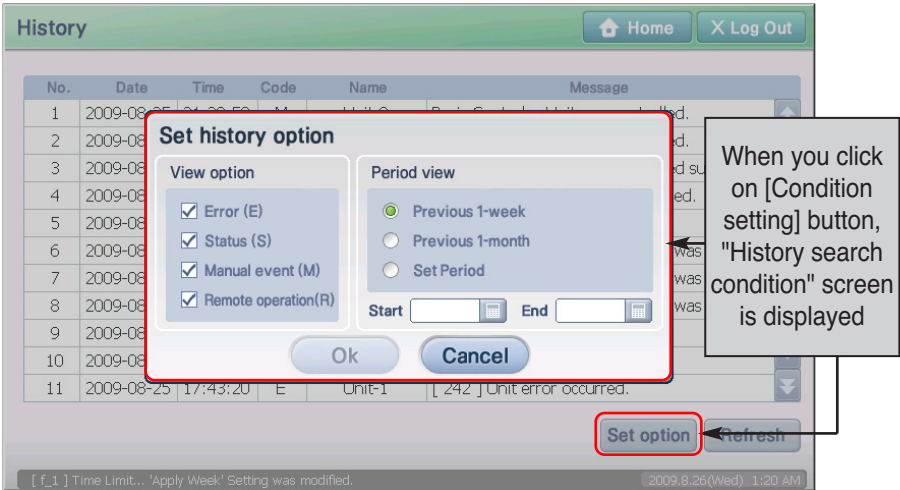 History
Home
X Log Out
No. Date Time Code Name Message
1 2009-08-25
2 2009-08
3 2009-08
4 2009-08 ed.
5 2009-08
6 2009-08 was
7 2009-08 was
8 2009-08 was
9 2009-08
10 2009-08
11 2009-08-25 17:43:20 E Unit-1 [ 242 ] Unit error occurred.
Set history option
View option
Error (E)
Status (S)
Manual event (M)
Remote operation(R)
Period view
Previous 1-week
Previous 1-month
Set Period
Start End
Ok Cancel
When you click
on [Condition
setting] button,
"History search
condition" screen
is displayed
Set option Refresh
[ f_1 ] Time Limit... 'Apply Week' Setting was modified. 2009.8.26(Wed) 1:20 AM